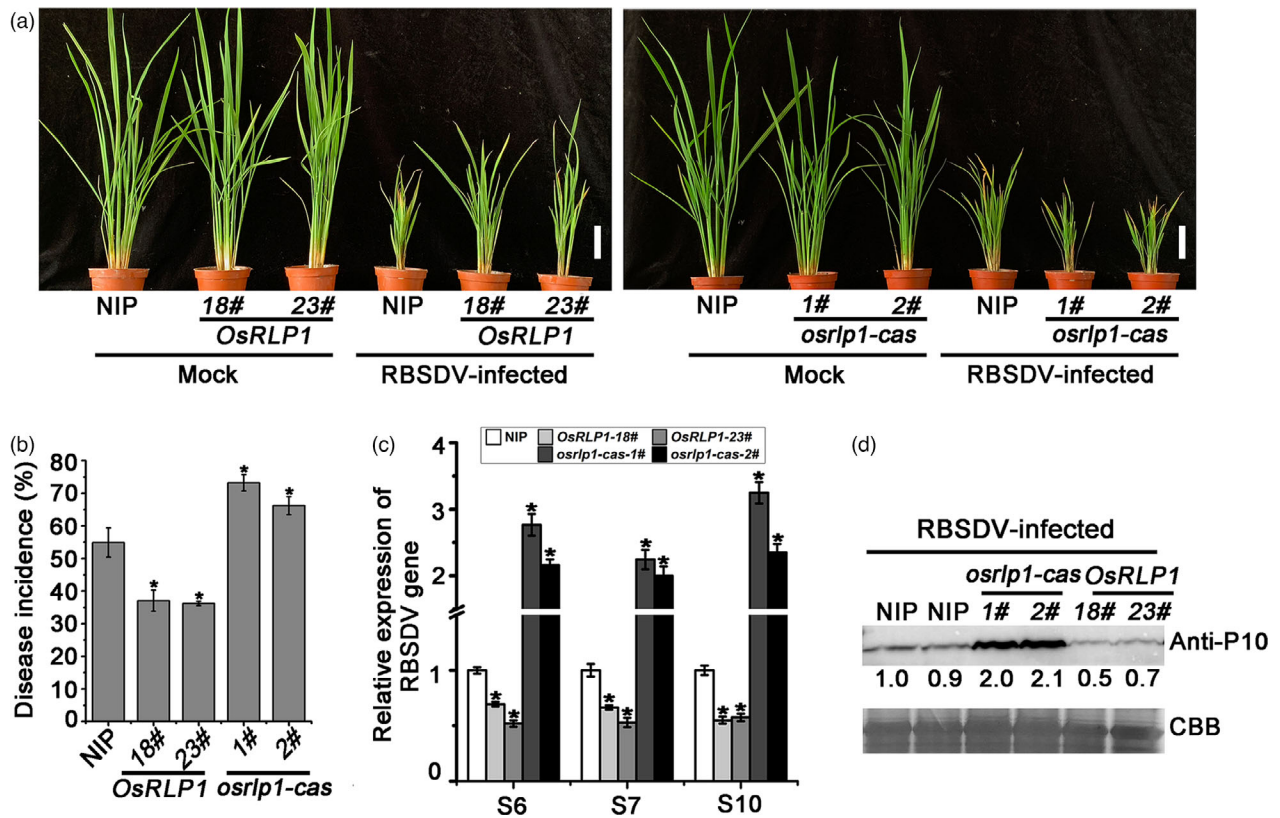 (a)
NIP 18# 23# NIP 18# 23#
OsRLP1 OsRLP1
Mock RBSDV-infected
NIP 1# 2# NIP 1# 2#
osrlp1-cas osrlp1-cas
Mock RBSDV-infected
(b)
Disease incidence (%)
80
70
60
50
40
30
20
10
0
* * * *
NIP 18# 23# 1# 2#
OsRLP1 osrlp1-cas
(c)
NIP OsRLP1-18# OsRLP1-23#
osrlp1-cas-1# osrlp1-cas-2#
Relative expression of
RBSDV gene
4
3
2
1
0
* * * *
* * * *
* * * *
S6 S7 S10
(d)
RBSDV-infected
osrlp1-cas OsRLP1
NIP NIP 1# 2# 18# 23#
Anti-P10
1.0 0.9 2.0 2.1 0.5 0.7
CBB